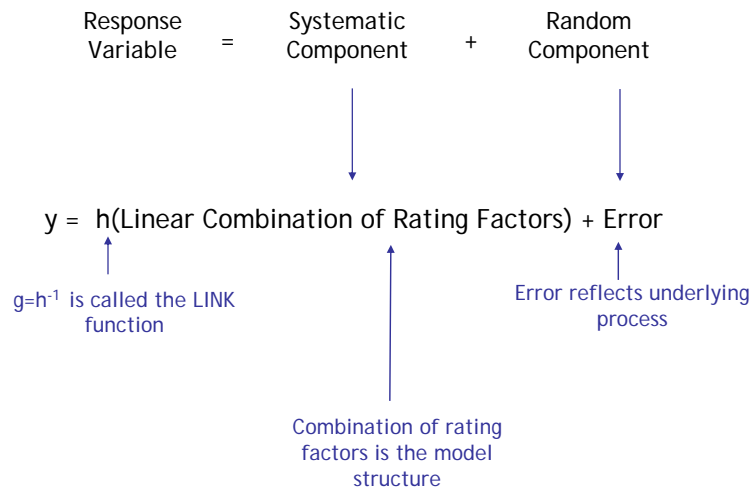 Response Variable = Systematic Component + Random Component
y = h(Linear Combination of Rating Factors) + Error
g=h⁻¹ is called the LINK
function
Error reflects underlying
process
Combination of rating
factors is the model
structure